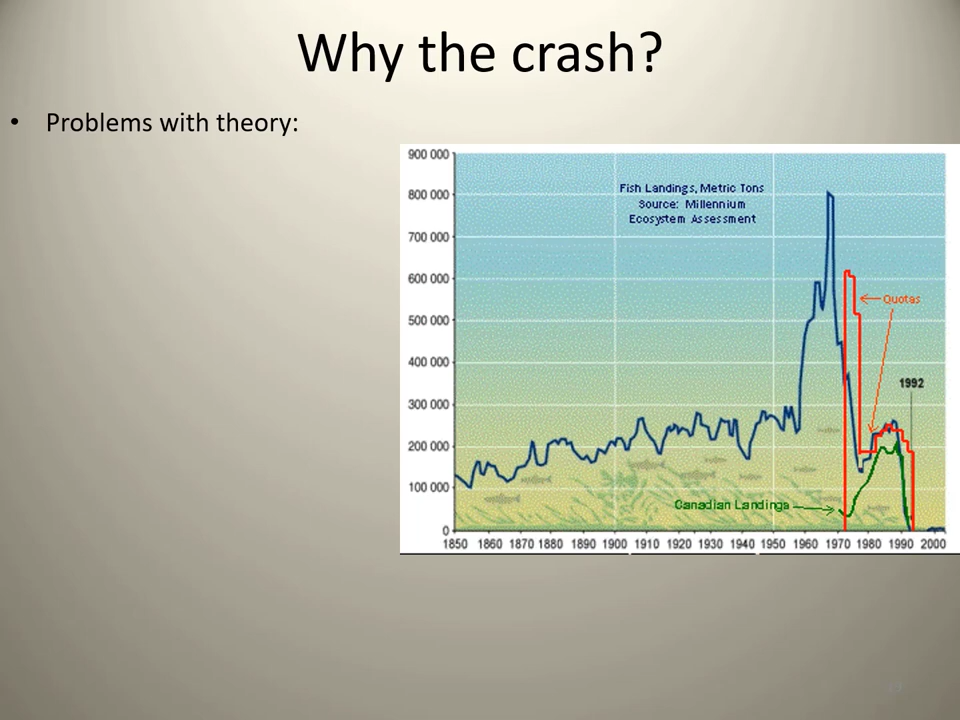 Why the crash?
• Problems with theory:
900 000
800 000
700 000
600 000
500 000
400 000
300 000
200 000
100 000
0
Fish Landings, Metric Tons
Source: Millennium
Ecosystem Assessment
Quotas
1992
Canadian Landings
1850 1860 1870 1880 1890 1900 1910 1920 1930 1940 1950 1960 1970 1980 1990 2000